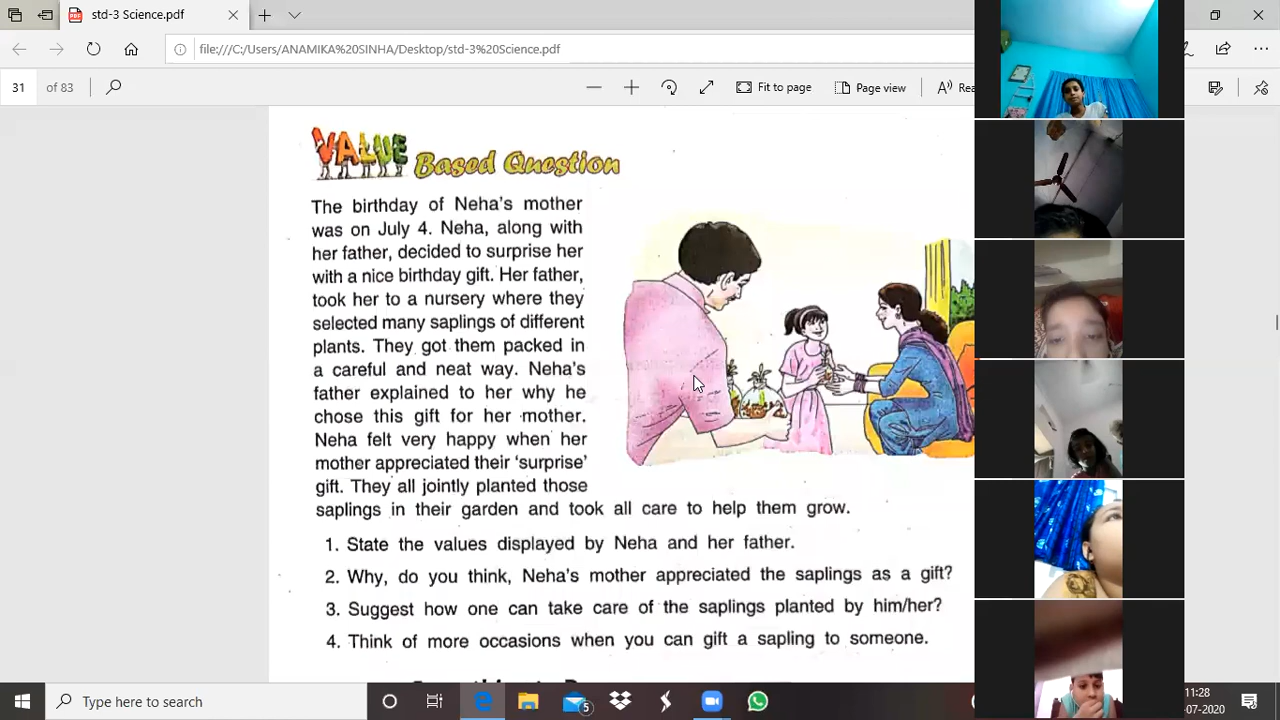 std-3 Science.pdf
file:///C:/Users/ANAMIKA%20SINHA/Desktop/std-3%20Science.pdf
31 of 83
Fit to page
Page view
A Rea
VALUE Based Question
The birthday of Neha's mother
was on July 4. Neha, along with
her father, decided to surprise her
with a nice birthday gift. Her father,
took her to a nursery where they
selected many saplings of different
plants. They got them packed in
a careful and neat way. Neha's
father explained to her why he
chose this gift for her mother.
Neha felt very happy when her
mother appreciated their 'surprise'
gift. They all jointly planted those
saplings in their garden and took all care to help them grow.
1. State the values displayed by Neha and her father.
2. Why, do you think, Neha's mother appreciated the saplings as a gift?
3. Suggest how one can take care of the saplings planted by him/her?
4. Think of more occasions when you can gift a sapling to someone.
Type here to search
5
11:28
-07-2020